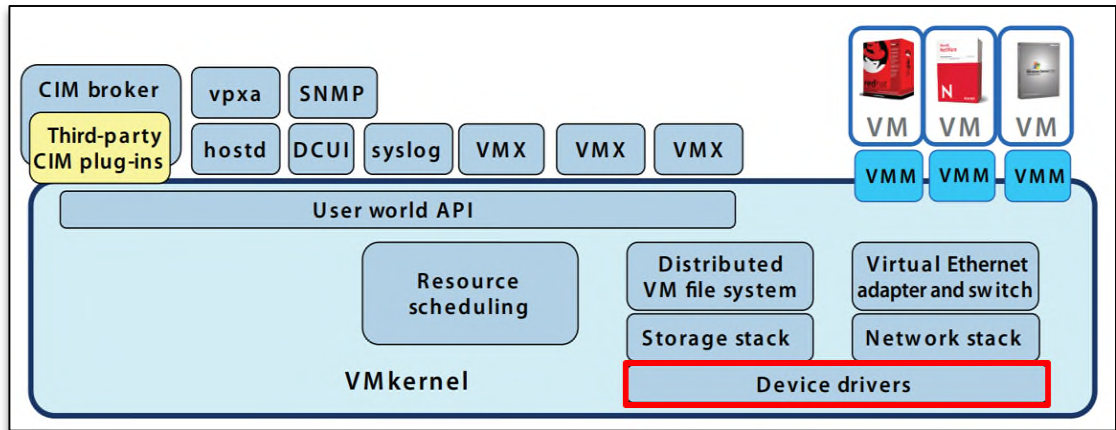 CIM broker
Third-party
CIM plug-ins
vpxa
SNMP
hostd
DCUI
syslog
VMX
VMX
VMX
redhat
N
VM
VM
VM
VMM
VMM
VMM
User world API
Resource
scheduling
Distributed
VM file system
Virtual Ethernet
adapter and switch
Storage stack
Network stack
VMkernel
Device drivers